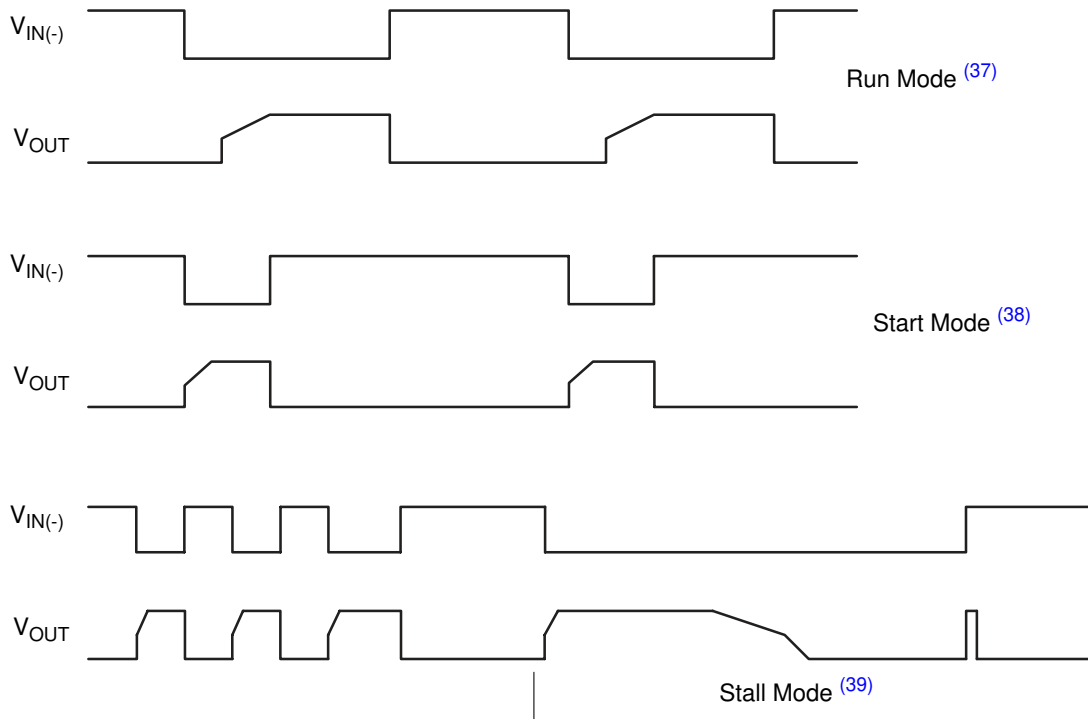 VIN(-)
Run Mode (37)
VOUT
VIN(-)
Start Mode (38)
VOUT
VIN(-)
VOUT
Stall Mode (39)